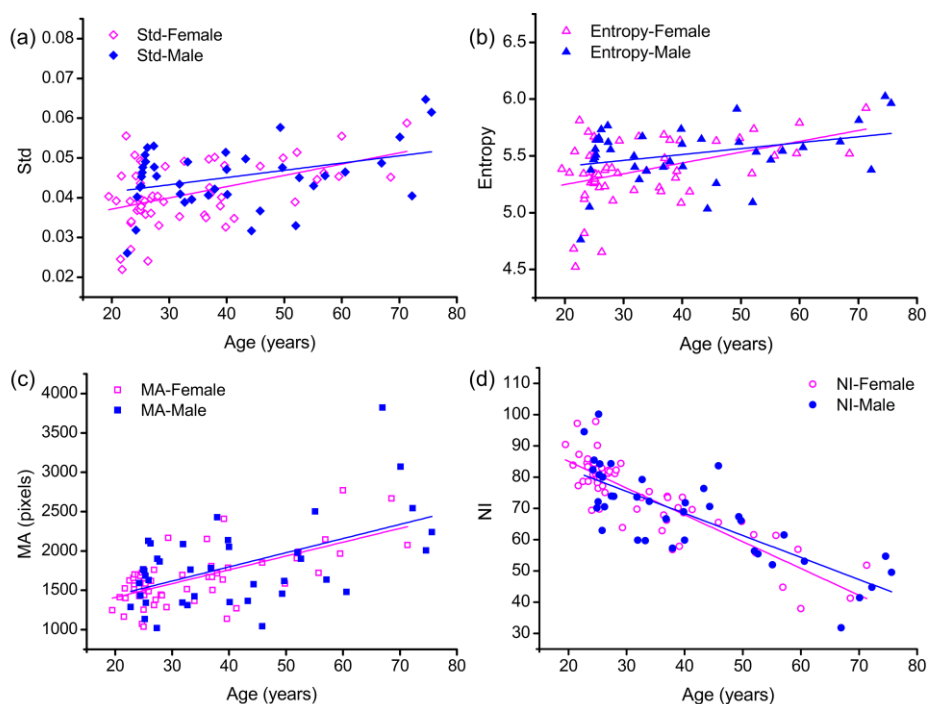 (a)
Std-Female
Std-Male
0.08
0.07
0.06
0.05
0.04
0.03
0.02
Std
20 30 40 50 60 70 80
Age (years)
(b)
Entropy-Female
Entropy-Male
6.5
6.0
5.5
5.0
4.5
Entropy
20 30 40 50 60 70 80
Age (years)
(c)
MA-Female
MA-Male
4000
3500
3000
2500
2000
1500
1000
MA (pixels)
20 30 40 50 60 70 80
Age (years)
(d)
NI-Female
NI-Male
110
100
90
80
70
60
50
40
30
NI
20 30 40 50 60 70 80
Age (years)